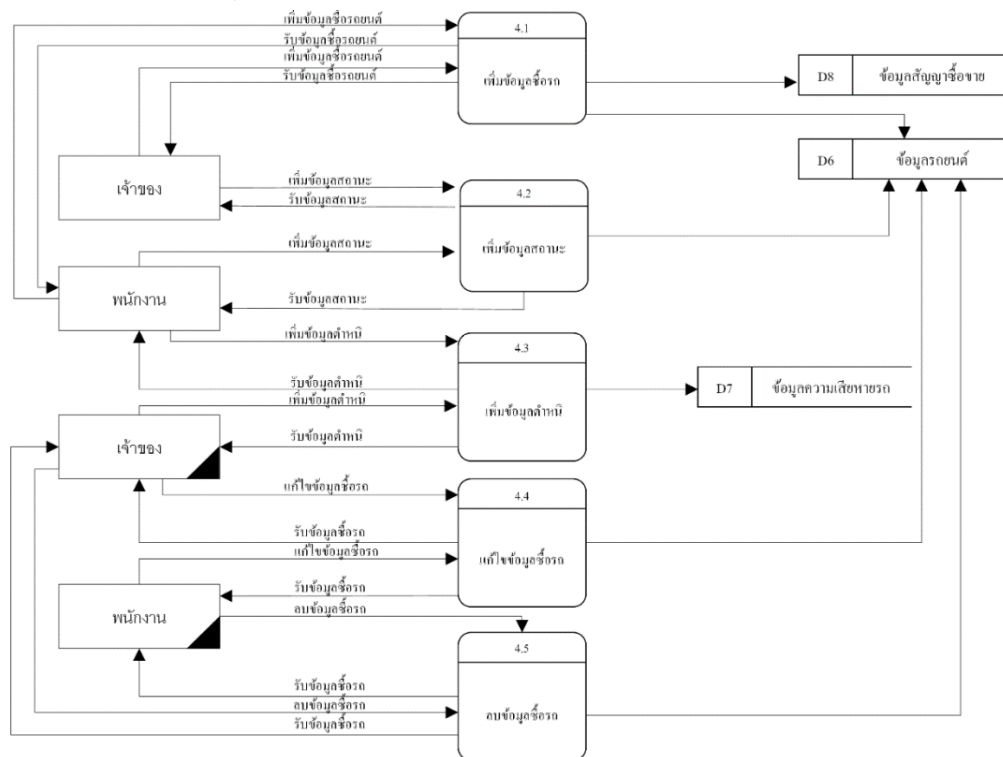 เพิ่มข้อมูลซื้อรถยนต์
รับข้อมูลซื้อรถยนต์
เพิ่มข้อมูลซื้อรถยนต์
รับข้อมูลซื้อรถยนต์
4.1
เพิ่มข้อมูลซื้อรถ
D8
ข้อมูลสัญญาซื้อขาย
D6
ข้อมูลรถยนต์
เจ้าของ
เพิ่มข้อมูลสถานะ
รับข้อมูลสถานะ
4.2
เพิ่มข้อมูลสถานะ
เพิ่มข้อมูลสถานะ
พนักงาน
รับข้อมูลสถานะ
เพิ่มข้อมูลตำหนิ
4.3
เพิ่มข้อมูลตำหนิ
รับข้อมูลตำหนิ
เพิ่มข้อมูลตำหนิ
D7
ข้อมูลความเสียหายรถ
เจ้าของ
รับข้อมูลตำหนิ
แก้ไขข้อมูลซื้อรถ
4.4
แก้ไขข้อมูลซื้อรถ
รับข้อมูลซื้อรถ
แก้ไขข้อมูลซื้อรถ
พนักงาน
รับข้อมูลซื้อรถ
ลบข้อมูลซื้อรถ
4.5
ลบข้อมูลซื้อรถ
รับข้อมูลซื้อรถ
ลบข้อมูลซื้อรถ
รับข้อมูลซื้อรถ